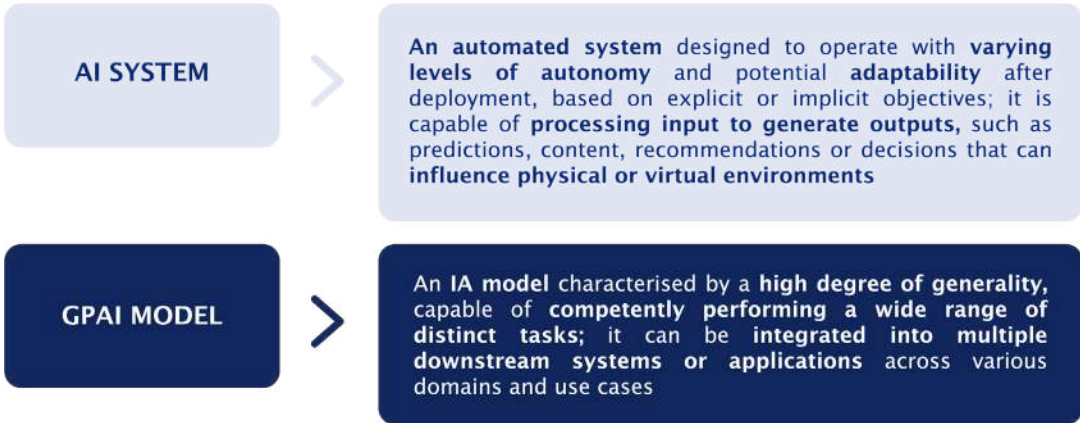 AI SYSTEM
An automated system designed to operate with varying
levels of autonomy and potential adaptability after
deployment, based on explicit or implicit objectives; it is
capable of processing input to generate outputs, such as
predictions, content, recommendations or decisions that can
influence physical or virtual environments
GPAI MODEL
An IA model characterised by a high degree of generality,
capable of competently performing a wide range of
distinct tasks; it can be integrated into multiple
downstream systems or applications across various
domains and use cases